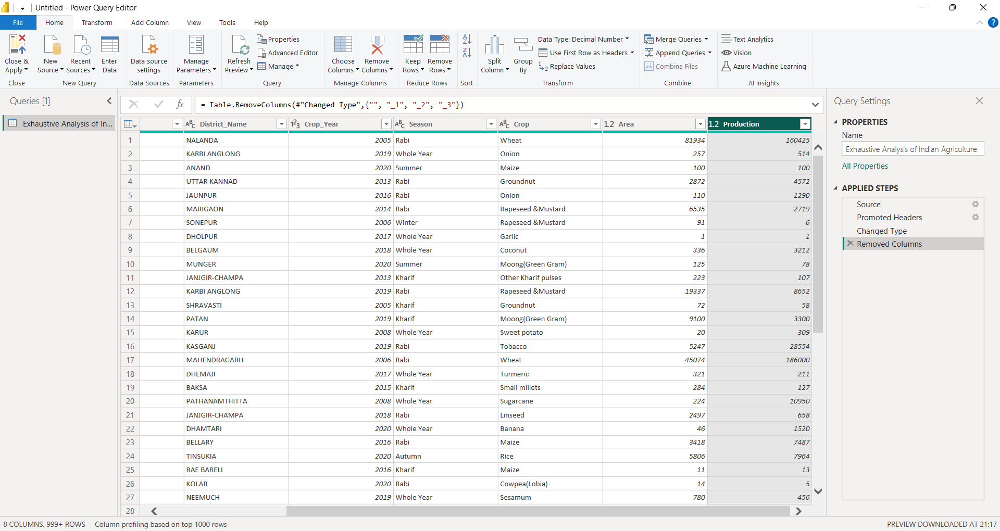 Untitled - Power Query Editor
File Home Transform Add Column View Tools Help
Close & Apply
Close
New Source
Recent Sources
Enter Data
New Query
Data source settings
Data Sources
Manage Parameters
Parameters
Refresh Preview
Properties
Advanced Editor
Manage
Query
Choose Columns
Remove Columns
Manage Columns
Keep Rows
Remove Rows
Reduce Rows
Sort
Split Column
Group By
Data Type: Decimal Number
Use First Row as Headers
Replace Values
Transform
Merge Queries
Append Queries
Combine Files
Combine
Text Analytics
Vision
Azure Machine Learning
AI Insights
Queries [1]
Exhaustive Analysis of In...
fx = Table.RemoveColumns(#"Changed Type",{"", "_1", "_2", "_3"})
ABC District_Name 123 Crop_Year ABC Season ABC Crop 1.2 Area 1.2 Production
1 NALANDA 2005 Rabi Wheat 81934 160425
2 KARBI ANGLONG 2019 Whole Year Onion 257 514
3 ANAND 2020 Summer Maize 100 100
4 UTTAR KANNAD 2013 Rabi Groundnut 2872 4572
5 JAUNPUR 2016 Rabi Onion 110 1290
6 MARIGAON 2014 Rabi Rapeseed &Mustard 6535 2719
7 SONEPUR 2006 Winter Rapeseed &Mustard 91 6
8 DHOLPUR 2017 Whole Year Garlic 1 1
9 BELGAUM 2018 Whole Year Coconut 336 3212
10 MUNGER 2020 Summer Moong(Green Gram) 125 78
11 JANJGIR-CHAMPA 2013 Kharif Other Kharif pulses 223 107
12 KARBI ANGLONG 2019 Rabi Rapeseed &Mustard 19337 8652
13 SHRAVASTI 2005 Kharif Groundnut 72 58
14 PATAN 2019 Kharif Moong(Green Gram) 9100 3300
15 KARUR 2008 Whole Year Sweet potato 20 309
16 KASGANJ 2019 Rabi Tobacco 5247 28554
17 MAHENDRAGARH 2006 Rabi Wheat 45074 186000
18 DHEMAJI 2017 Whole Year Turmeric 321 211
19 BAKSA 2015 Kharif Small millets 284 127
20 PATHANAMTHITTA 2008 Whole Year Sugarcane 224 10950
21 JANJGIR-CHAMPA 2018 Rabi Linseed 2497 658
22 DHAMTARI 2020 Whole Year Banana 46 1520
23 BELLARY 2016 Rabi Maize 3418 7487
24 TINSUKIA 2020 Autumn Rice 5806 7964
25 RAE BARELI 2016 Kharif Maize 11 13
26 KOLAR 2020 Rabi Cowpea(Lobia) 14 5
27 NEEMUCH 2019 Whole Year Sesamum 780 456
28
Query Settings
PROPERTIES
Name
Exhaustive Analysis of Indian Agriculture
All Properties
APPLIED STEPS
Source
Promoted Headers
Changed Type
Removed Columns
8 COLUMNS, 999+ ROWS Column profiling based on top 1000 rows
PREVIEW DOWNLOADED AT 21:17